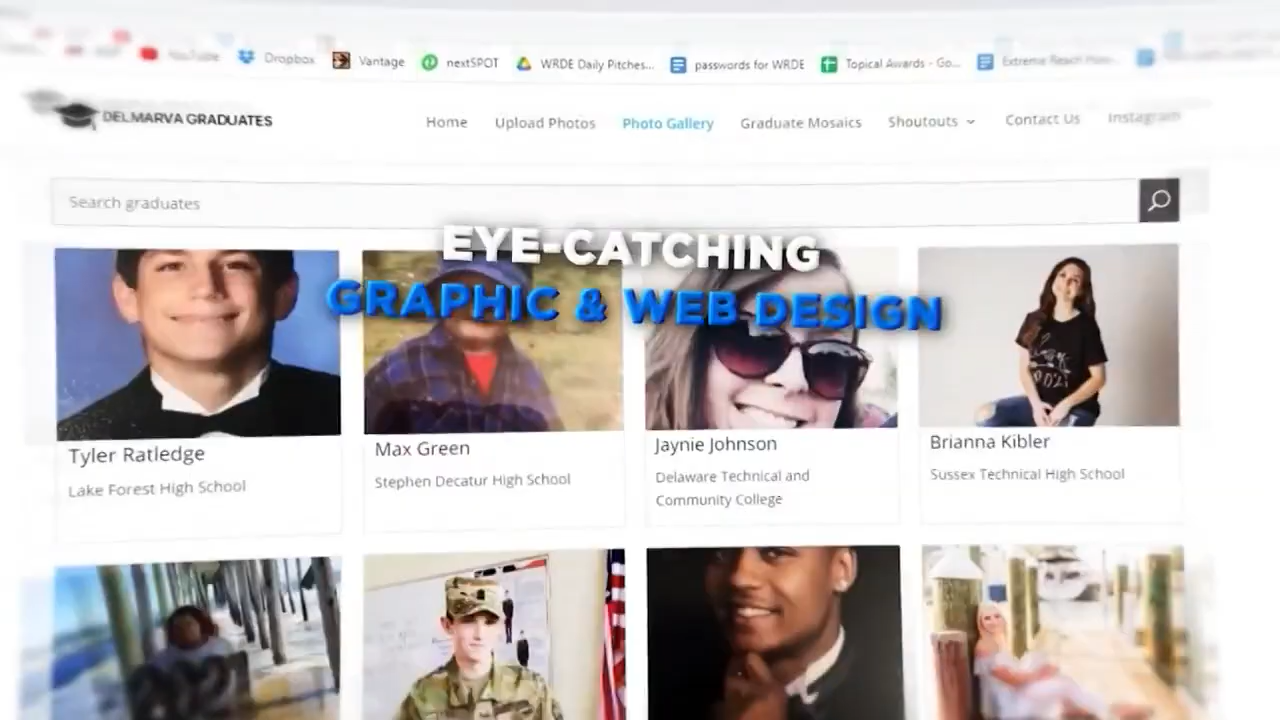 YouTube
Dropbox
Vantage
nextSPOT
WRDE Daily Pitches...
passwords for WRDE
Topical Awards - Go...
Extreme Reach
DELMARVA GRADUATES
Home
Upload Photos
Photo Gallery
Graduate Mosaics
Shoutouts
Contact Us
Instagram
Search graduates
EYE-CATCHING
GRAPHIC & WEB DESIGN
Tyler Ratledge
Lake Forest High School
Max Green
Stephen Decatur High School
Jaynie Johnson
Delaware Technical and
Community College
Brianna Kibler
Sussex Technical High School
2021